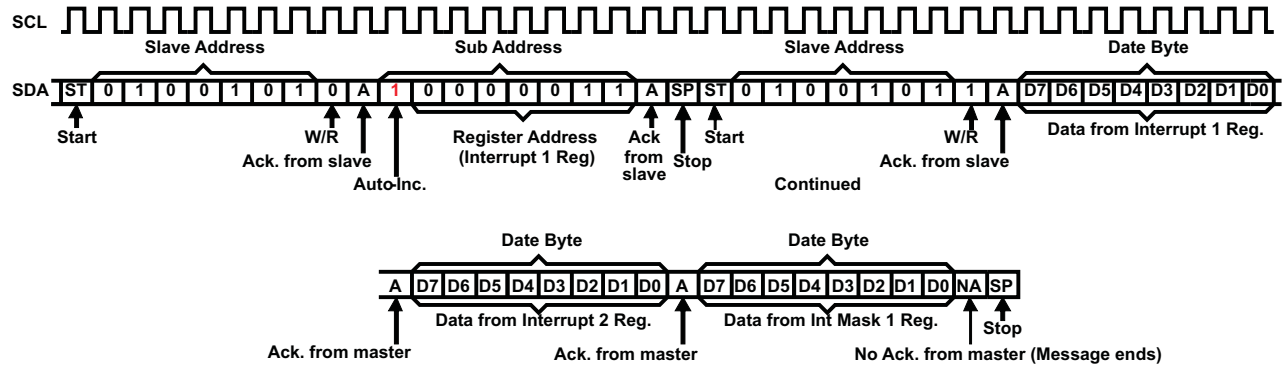 SCL
Slave Address Sub Address Slave Address Date Byte
SDA ST 0 1 0 0 1 0 1 0 A 1 0 0 0 0 0 1 1 A SP ST 0 1 0 0 1 0 1 1 A D7 D6 D5 D4 D3 D2 D1 D0
Start W/R Register Address Ack Start W/R Data from Interrupt 1 Reg.
Ack. from slave (Interrupt 1 Reg) from Stop Ack. from slave
slave
Auto-Inc. Continued
Date Byte Date Byte
A D7 D6 D5 D4 D3 D2 D1 D0 A D7 D6 D5 D4 D3 D2 D1 D0 NA SP
Data from Interrupt 2 Reg. Data from Int Mask 1 Reg. Stop
Ack. from master Ack. from master No Ack. from master (Message ends)